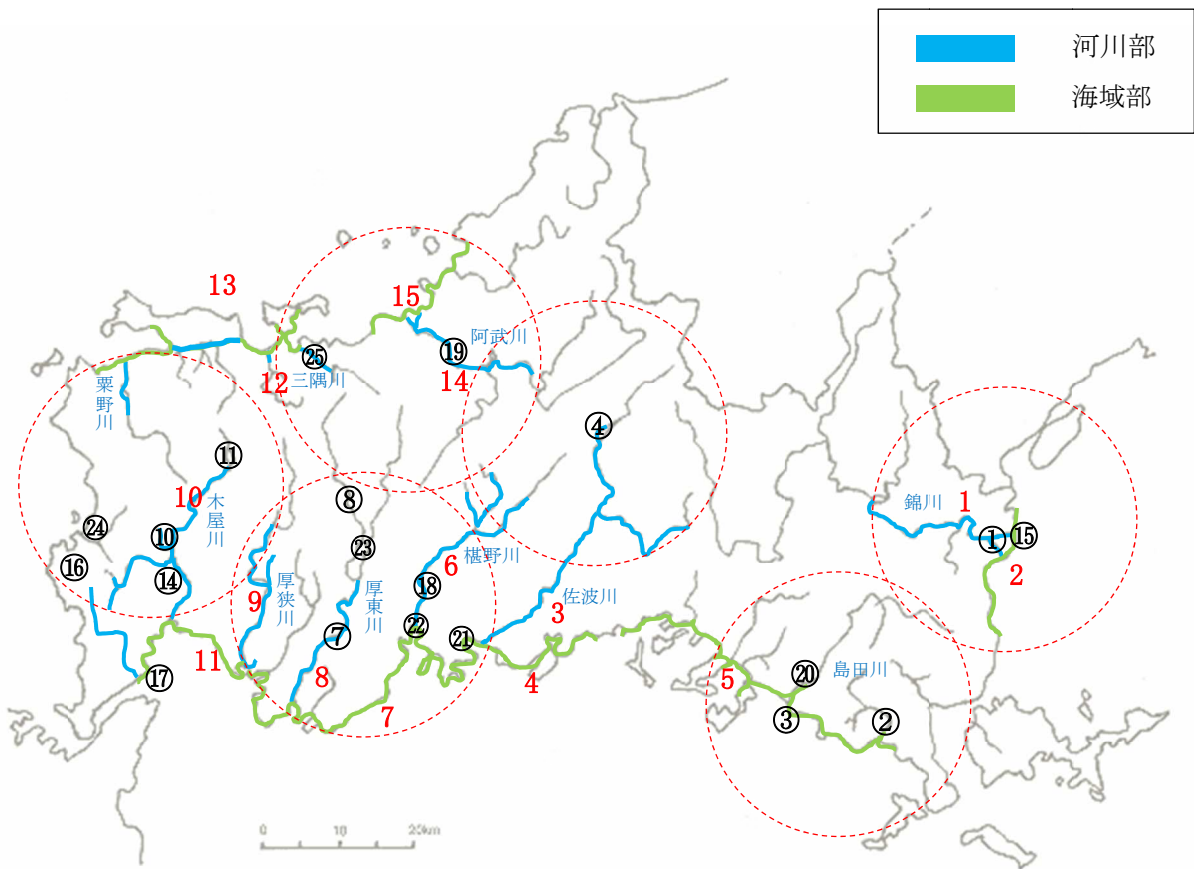 河川部
海域部
13
15
阿武川
⑲
㉕
12
三隅川
14
粟野川
④
⑪
10
木屋川
⑧
錦川
1
㉔
⑩
㉓
椹野川
①
⑮
2
⑯
⑭
6
⑱
厚狭川
9
厚東川
佐波川
3
⑦
㉒
㉑
11
8
⑰
4
5
⑳
島田川
7
③
②
0
10
20km